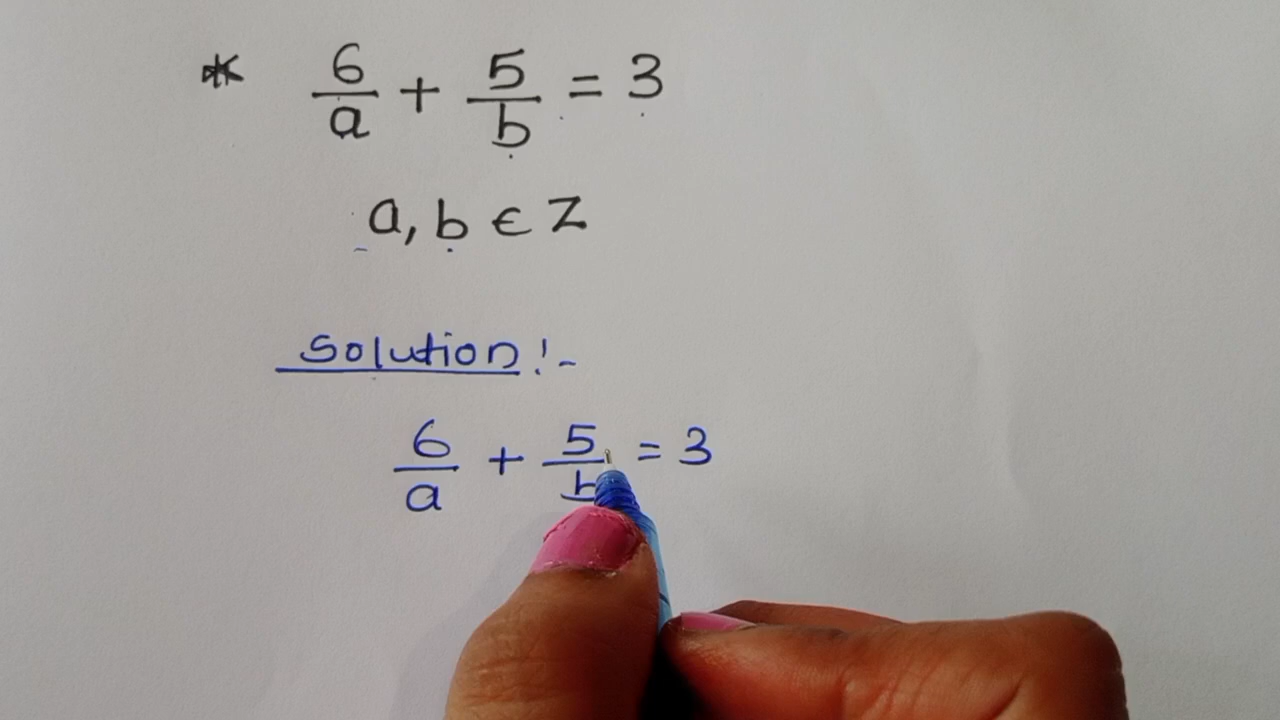 * 6/a + 5/b = 3
a, b ∈ Z
Solution :-
6/a + 5/b = 3